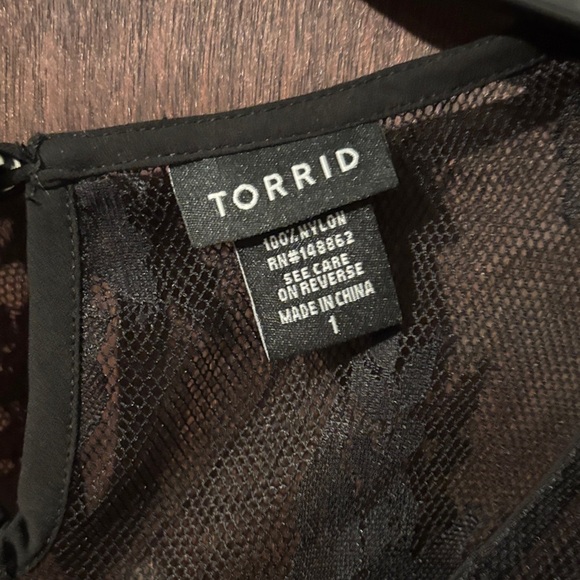 TORRID
100% NYLON
RN#148862
SEE CARE
ON REVERSE
MADE IN CHINA
1